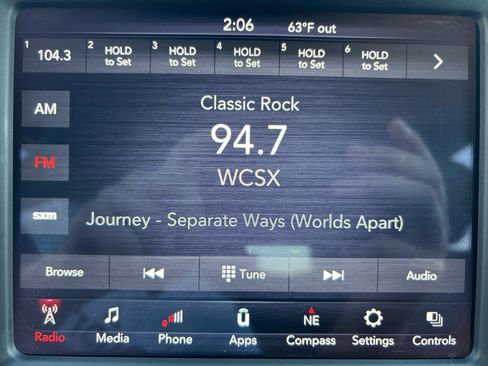 2:06 63°F out
1 104.3 2 HOLD to Set 3 HOLD to Set 4 HOLD to Set 5 HOLD to Set 6 HOLD to Set
AM
Classic Rock
94.7
FM
WCSX
sxm
Journey - Separate Ways (Worlds Apart)
Browse Tune Audio
NE
Radio Media Phone Apps Compass Settings Controls